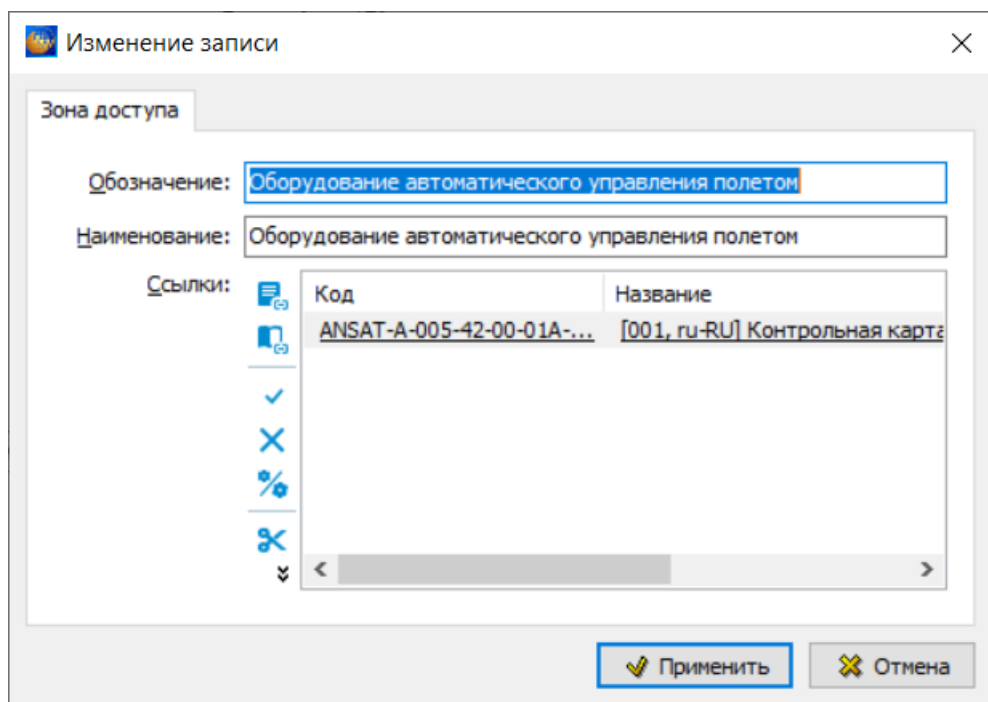 Изменение записи
Зона доступа
Обозначение: Оборудование автоматического управления полетом
Наименование: Оборудование автоматического управления полетом
Ссылки:
Код Название
ANSAT-A-005-42-00-01A-... [001, ru-RU] Контрольная карта
Применить Отмена